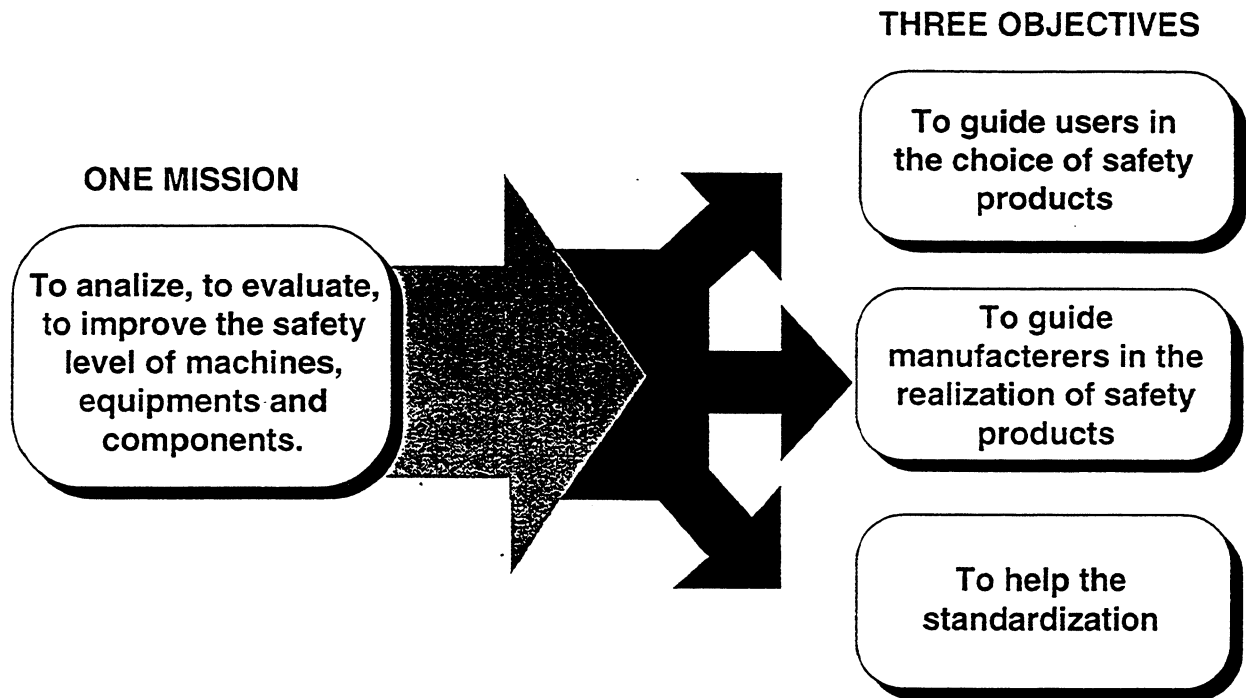 ONE MISSION
To analize, to evaluate,
to improve the safety
level of machines,
equipments and
components.
THREE OBJECTIVES
To guide users in
the choice of safety
products
To guide
manufacterers in the
realization of safety
products
To help the
standardization